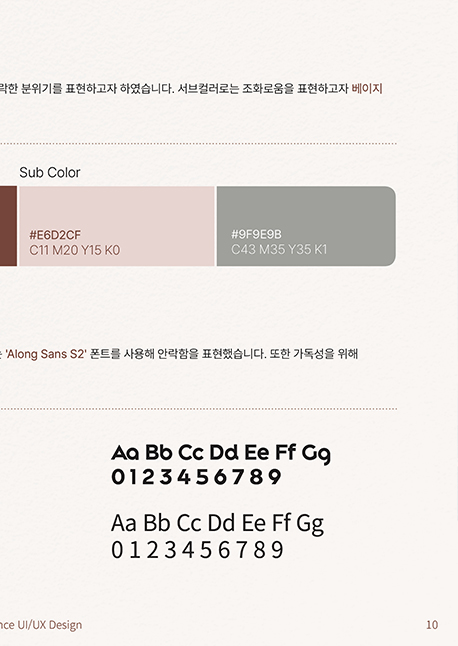 락한 분위기를 표현하고자 하였습니다. 서브컬러로는 조화로움을 표현하고자 베이지
Sub Color
#E6D2CF
C11 M20 Y15 K0
#9F9E9B
C43 M35 Y35 K1
'Along Sans S2' 폰트를 사용해 안락함을 표현했습니다. 또한 가독성을 위해
Aa Bb Cc Dd Ee Ff Gg
0 1 2 3 4 5 6 7 8 9
Aa Bb Cc Dd Ee Ff Gg
0 1 2 3 4 5 6 7 8 9
nce UI/UX Design
10